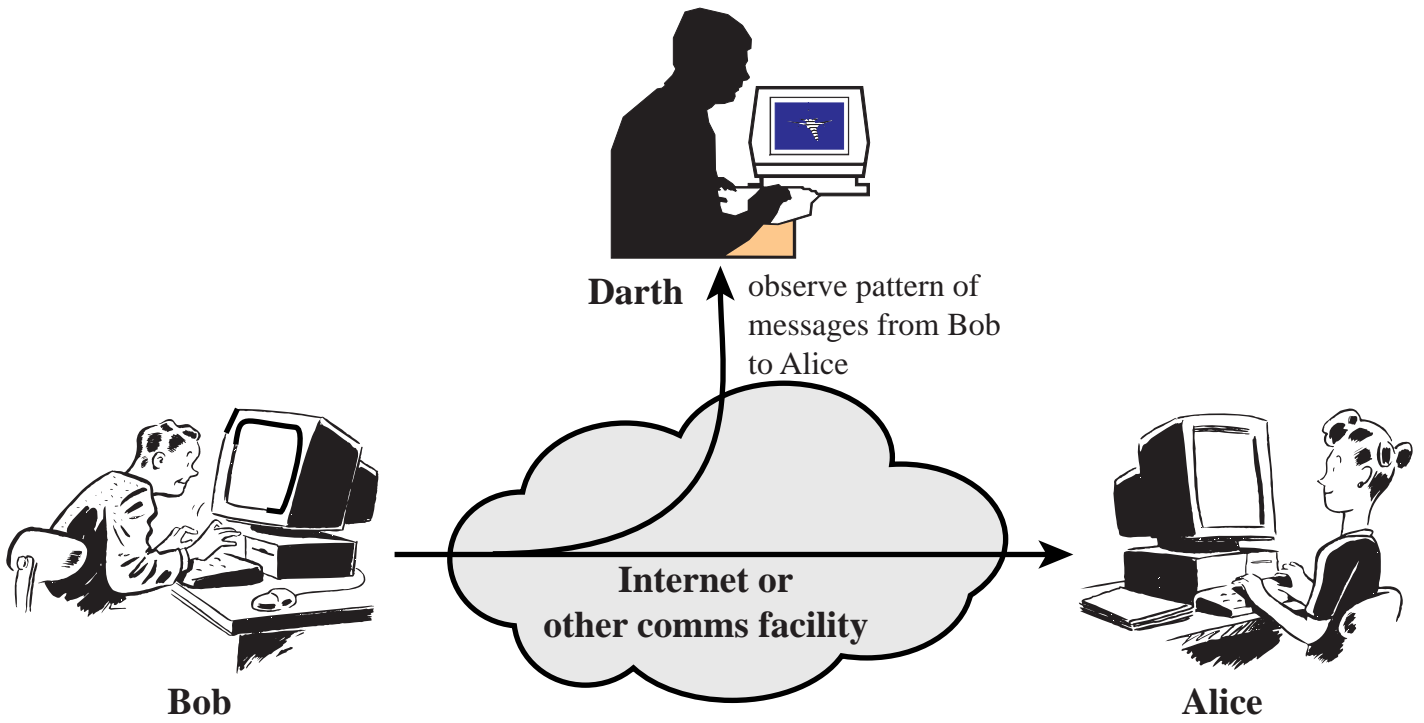 Darth
observe pattern of
messages from Bob
to Alice
Internet or
other comms facility
Bob
Alice